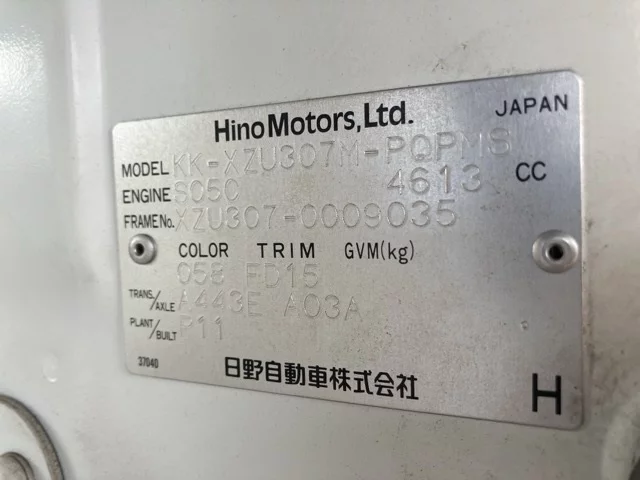 Hino Motors, Ltd. JAPAN
MODEL KK-XZU307M-PQPMS
ENGINE S05C 4613 CC
FRAME No. XZU307-0009035
COLOR TRIM GVM(kg)
058 FD15
TRANS./AXLE A443E A03A
PLANT/BUILT P11
37040
日野自動車株式会社 H